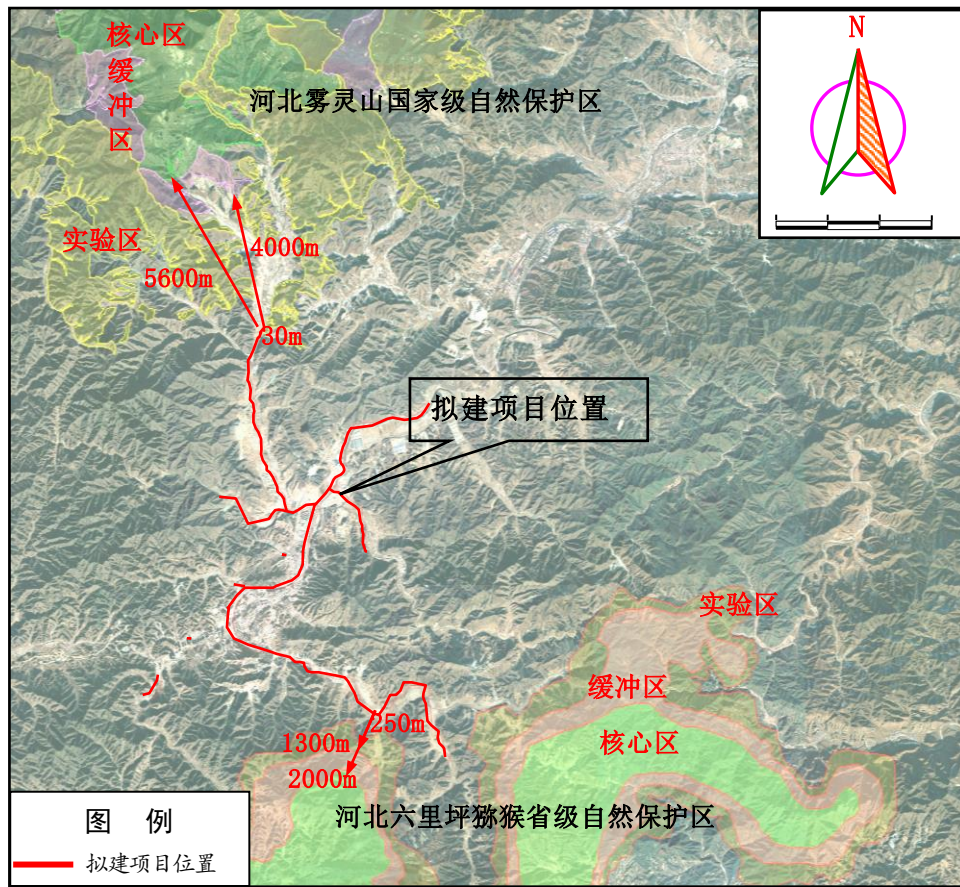 核心区
缓冲区
河北雾灵山国家级自然保护区
N
实验区
4000m
5600m
30m
拟建项目位置
实验区
缓冲区
核心区
250m
1300m
2000m
河北六里坪猕猴省级自然保护区
图 例
拟建项目位置